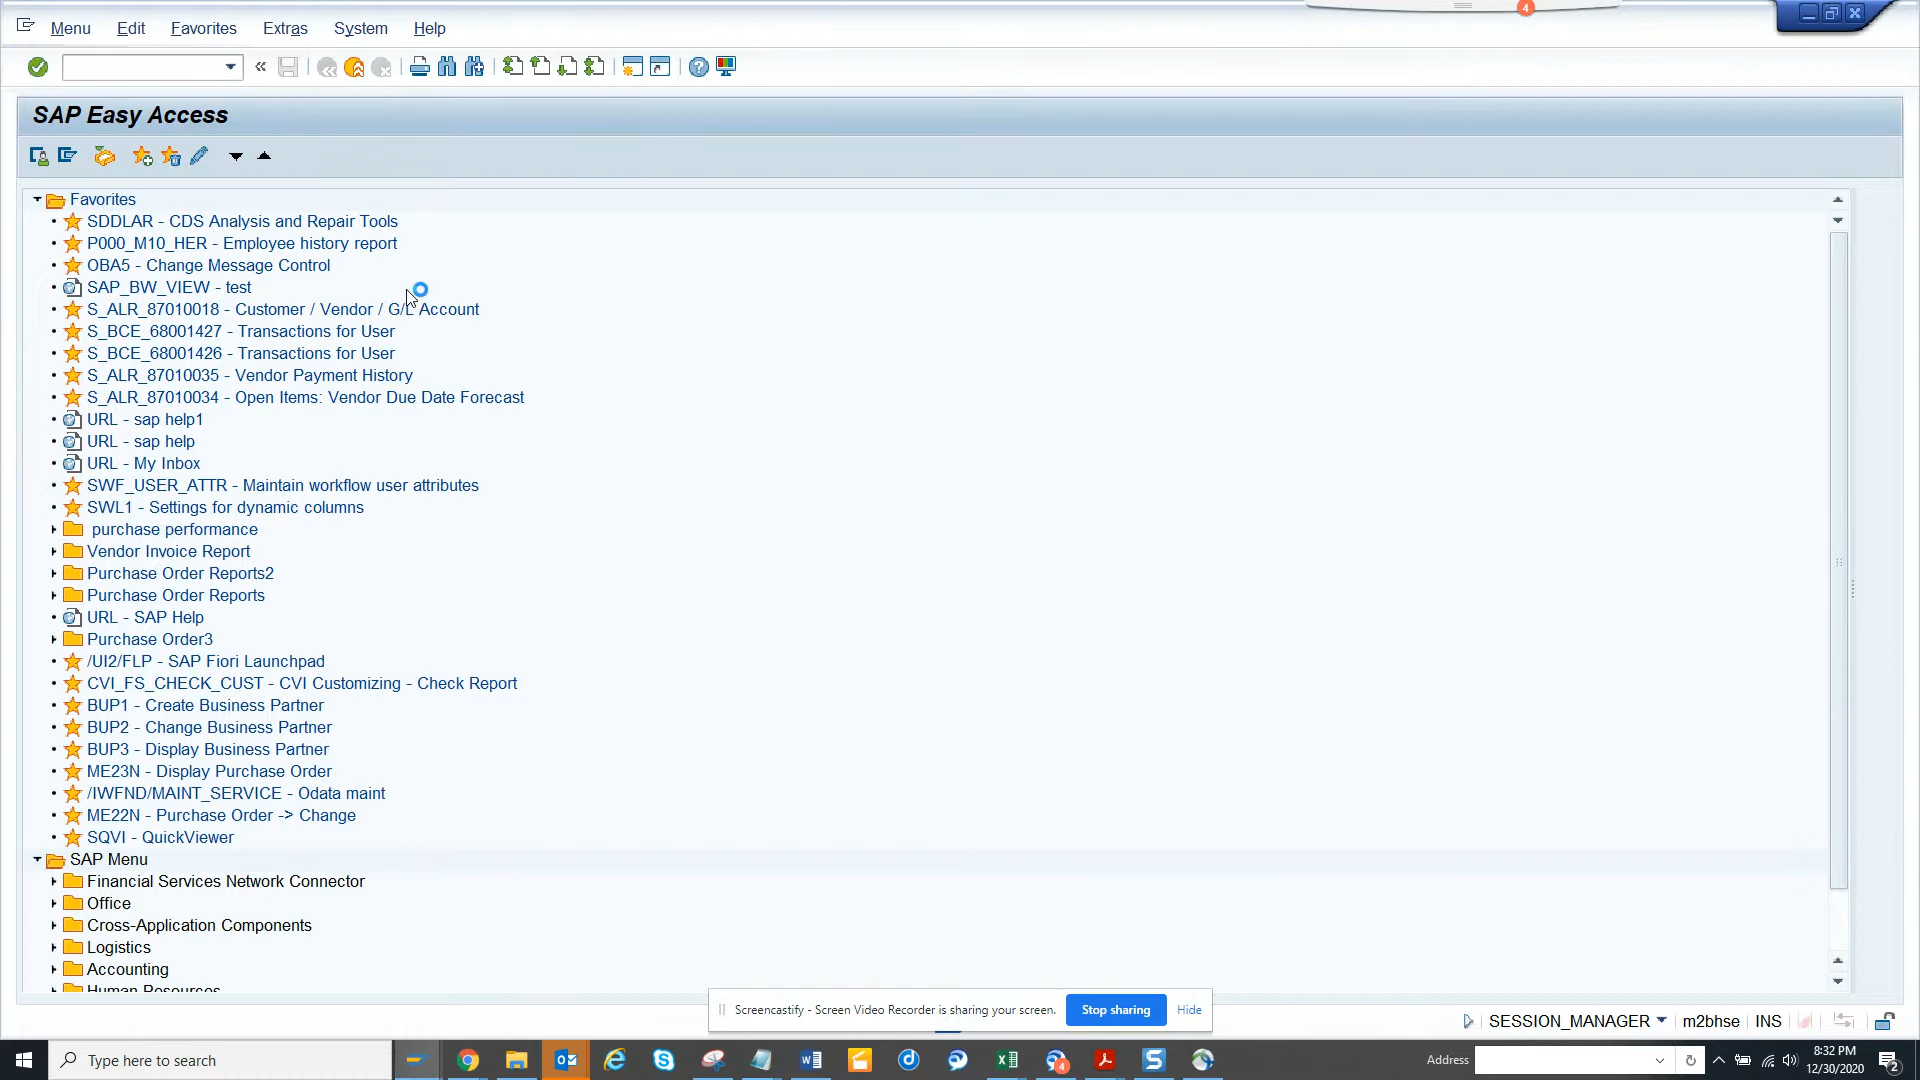 4
Menu Edit Favorites Extras System Help
SAP Easy Access
Favorites
SDDLAR - CDS Analysis and Repair Tools
P000_M10_HER - Employee history report
OBA5 - Change Message Control
SAP_BW_VIEW - test
S_ALR_87010018 - Customer / Vendor / G/L Account
S_BCE_68001427 - Transactions for User
S_BCE_68001426 - Transactions for User
S_ALR_87010035 - Vendor Payment History
S_ALR_87010034 - Open Items: Vendor Due Date Forecast
URL - sap help1
URL - sap help
URL - My Inbox
SWF_USER_ATTR - Maintain workflow user attributes
SWL1 - Settings for dynamic columns
purchase performance
Vendor Invoice Report
Purchase Order Reports2
Purchase Order Reports
URL - SAP Help
Purchase Order3
/UI2/FLP - SAP Fiori Launchpad
CVI_FS_CHECK_CUST - CVI Customizing - Check Report
BUP1 - Create Business Partner
BUP2 - Change Business Partner
BUP3 - Display Business Partner
ME23N - Display Purchase Order
/IWFND/MAINT_SERVICE - Odata maint
ME22N - Purchase Order -> Change
SQVI - QuickViewer
SAP Menu
Financial Services Network Connector
Office
Cross-Application Components
Logistics
Accounting
Human Resources
Screencastify - Screen Video Recorder is sharing your screen. Stop sharing Hide
SESSION_MANAGER m2bhse INS
Type here to search
Address
8:32 PM
12/30/2020
2